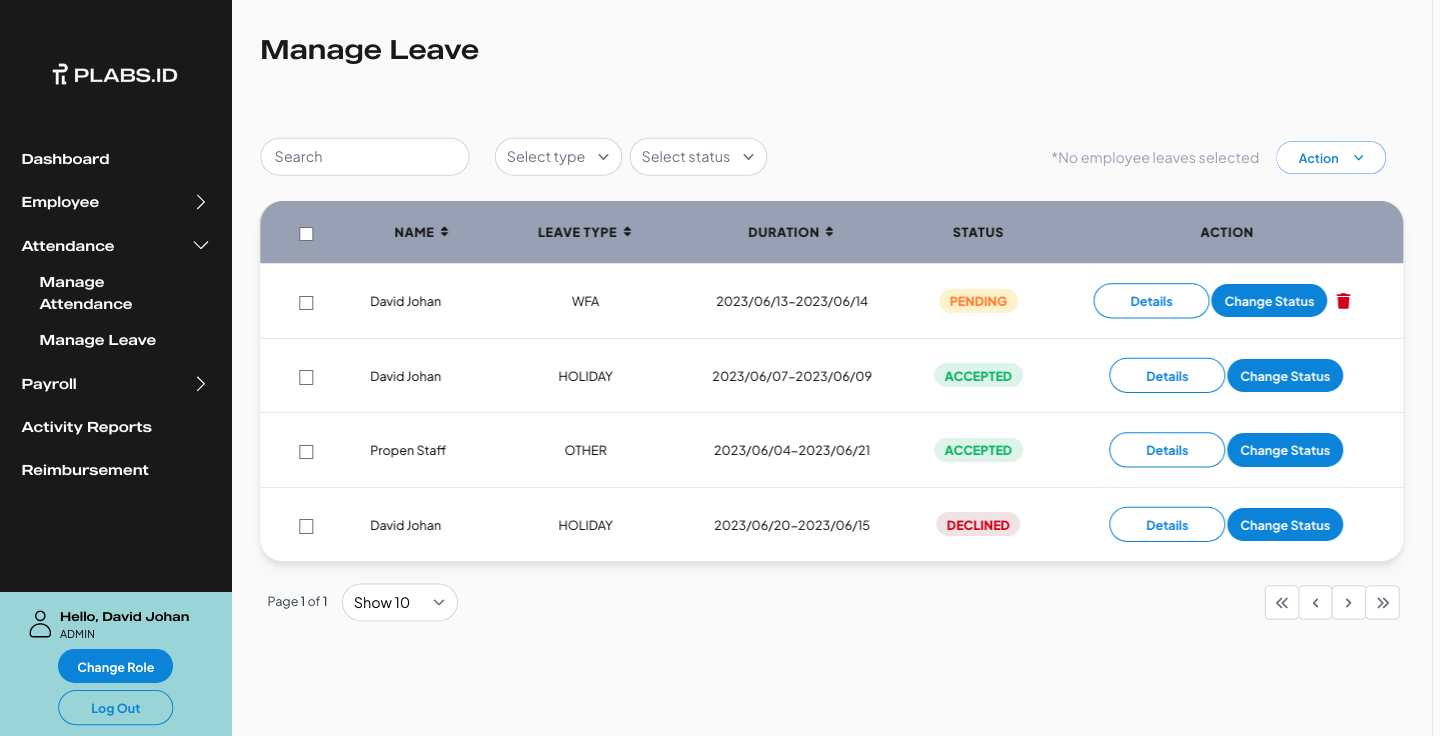 PLABS.ID
Dashboard
Employee
Attendance
Manage
Attendance
Manage Leave
Payroll
Activity Reports
Reimbursement
Hello, David Johan
ADMIN
Change Role
Log Out
Manage Leave
Search
Select type
Select status
*No employee leaves selected
Action
NAME LEAVE TYPE DURATION STATUS ACTION
David Johan WFA 2023/06/13-2023/06/14 PENDING Details Change Status
David Johan HOLIDAY 2023/06/07-2023/06/09 ACCEPTED Details Change Status
Propen Staff OTHER 2023/06/04-2023/06/21 ACCEPTED Details Change Status
David Johan HOLIDAY 2023/06/20-2023/06/15 DECLINED Details Change Status
Page 1 of 1 Show 10